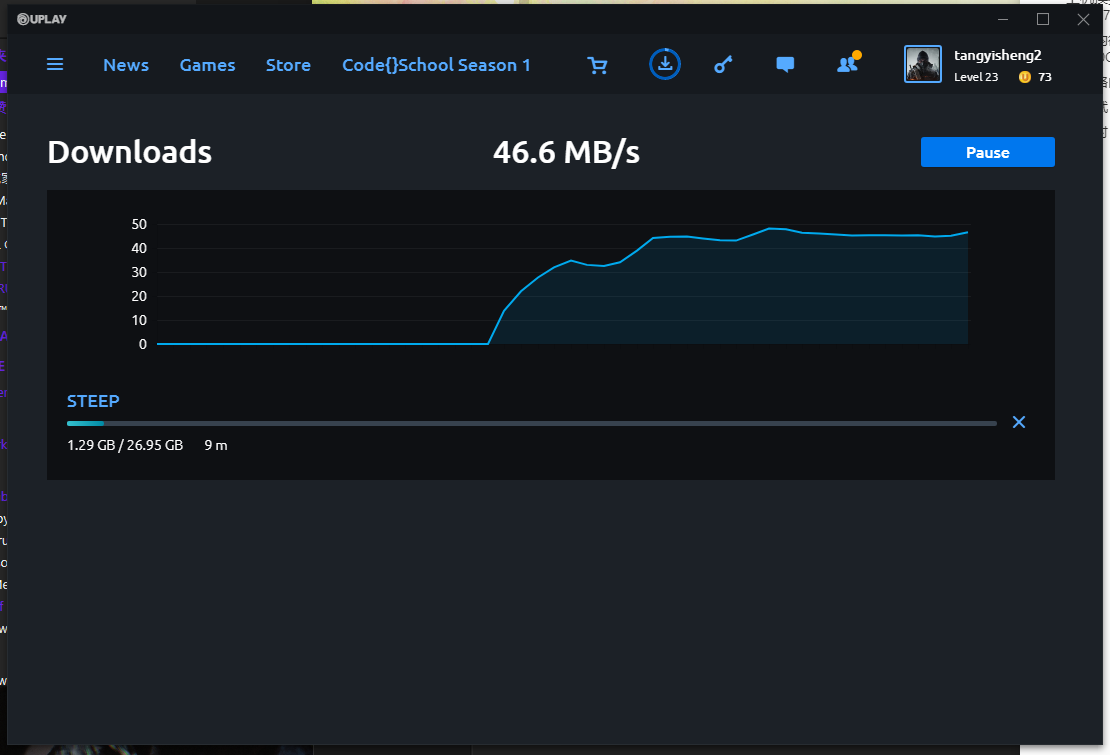 UPLAY
News Games Store Code{}School Season 1
tangyisheng2
Level 23 73
Downloads 46.6 MB/s Pause
50
40
30
20
10
0
STEEP
1.29 GB / 26.95 GB 9 m